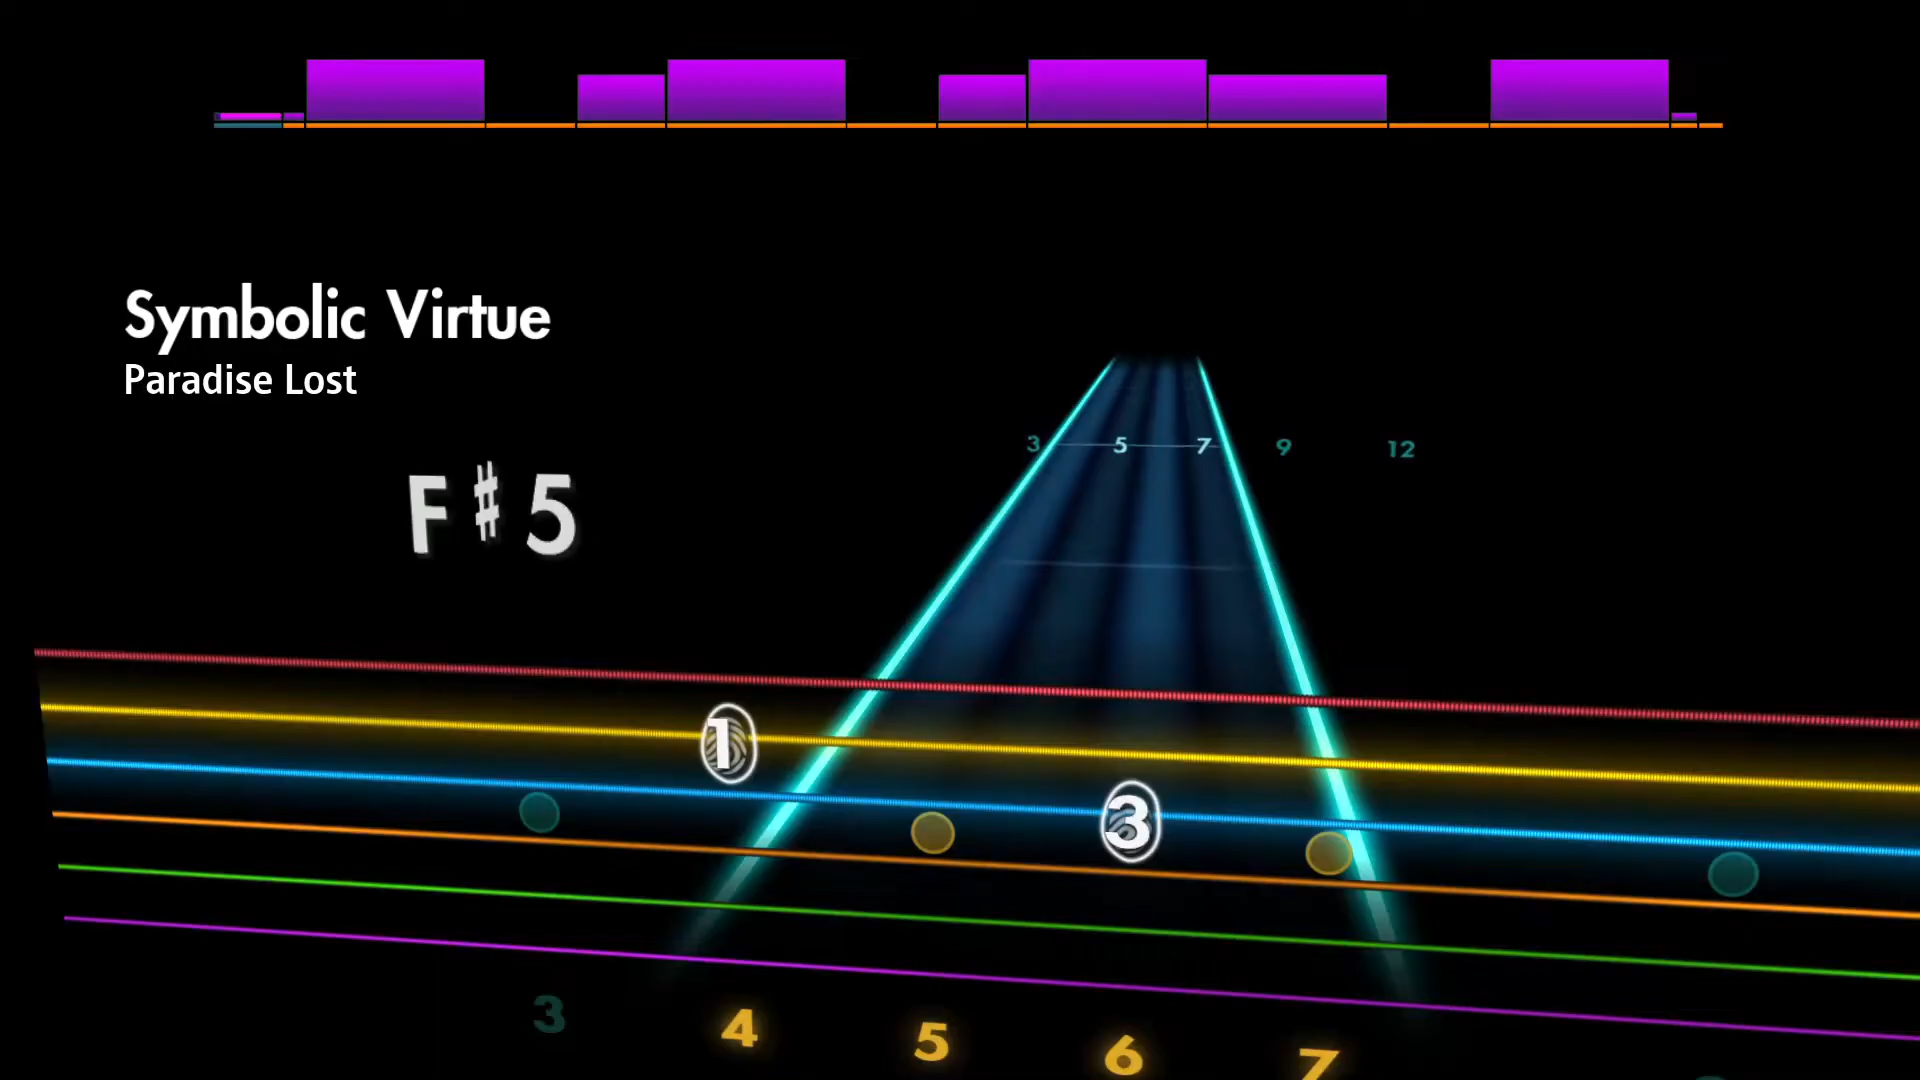 Symbolic Virtue
Paradise Lost
3 5 7 9 12
F♯5
1
3
3 4 5 6 7